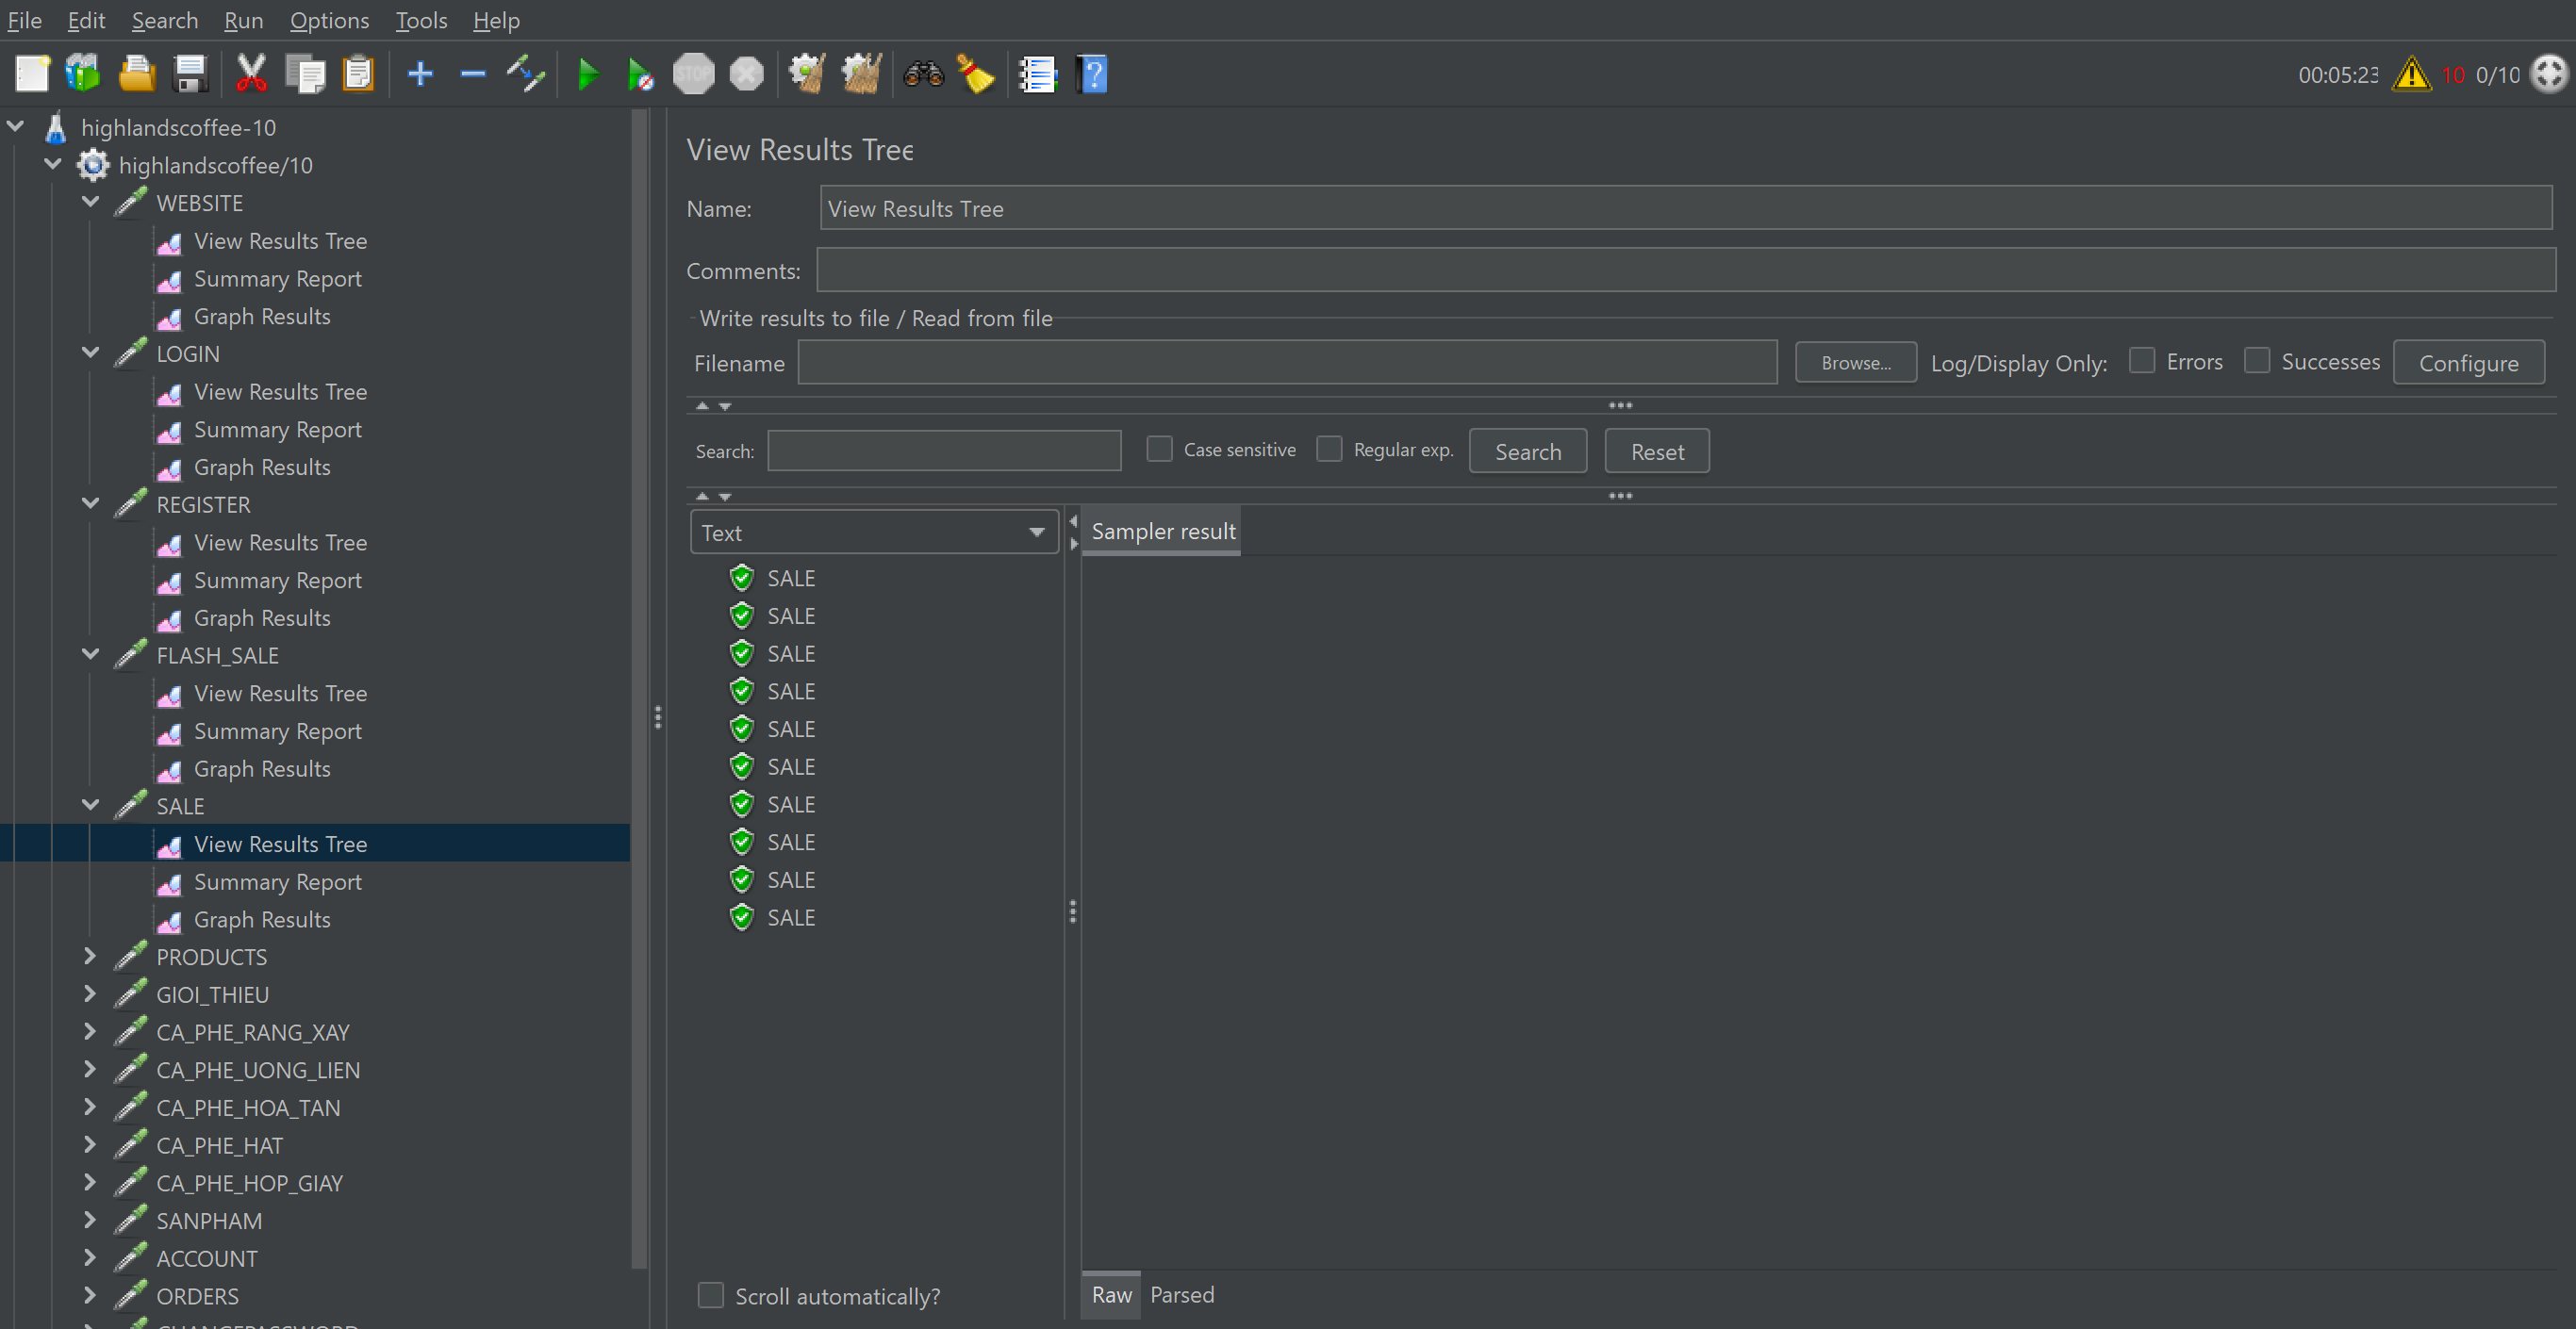 File Edit Search Run Options Tools Help
STOP
00:05:23 10 0/10
highlandscoffee-10
highlandscoffee/10
WEBSITE
View Results Tree
Summary Report
Graph Results
LOGIN
View Results Tree
Summary Report
Graph Results
REGISTER
View Results Tree
Summary Report
Graph Results
FLASH_SALE
View Results Tree
Summary Report
Graph Results
SALE
View Results Tree
Summary Report
Graph Results
PRODUCTS
GIOI_THIEU
CA_PHE_RANG_XAY
CA_PHE_UONG_LIEN
CA_PHE_HOA_TAN
CA_PHE_HAT
CA_PHE_HOP_GIAY
SANPHAM
ACCOUNT
ORDERS
CHANGEPASSWORD
View Results Tree
Name: View Results Tree
Comments:
Write results to file / Read from file
Filename Browse... Log/Display Only: Errors Successes Configure
Search: Case sensitive Regular exp. Search Reset
Text
SALE
SALE
SALE
SALE
SALE
SALE
SALE
SALE
SALE
SALE
Scroll automatically?
Sampler result
Raw Parsed